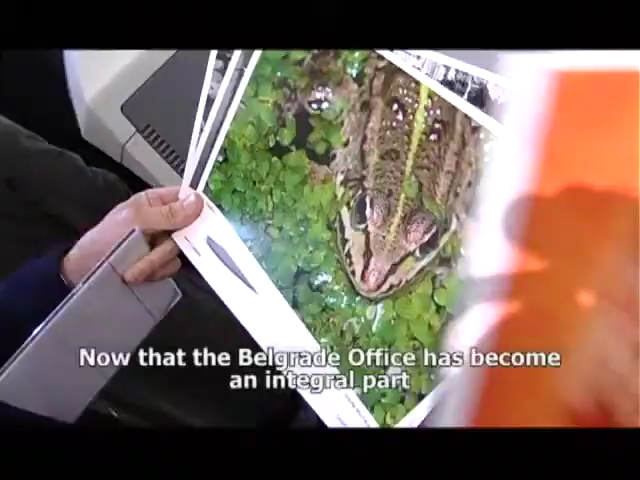 Now that the Belgrade Office has become
an integral part